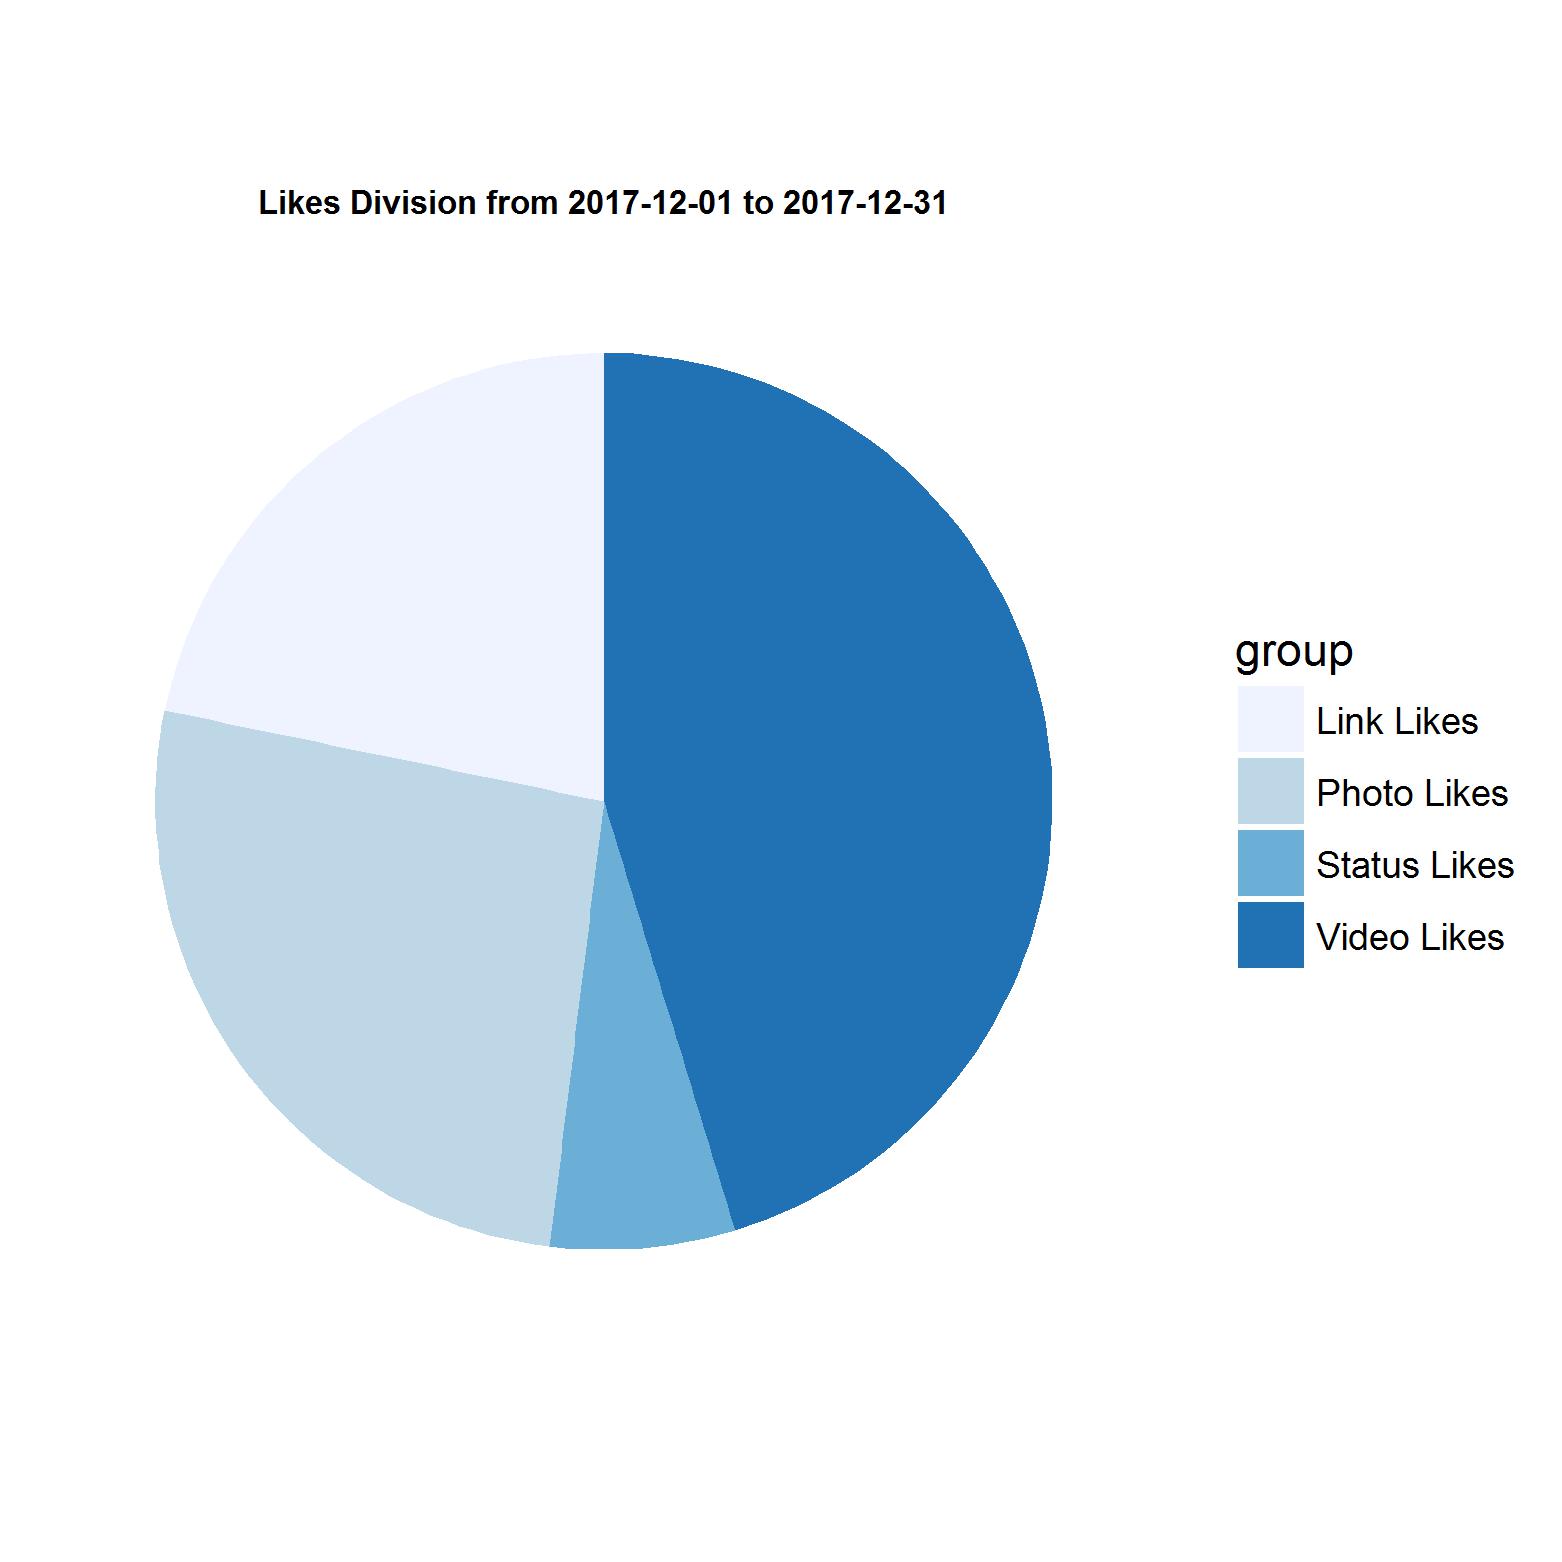 Likes Division from 2017-12-01 to 2017-12-31
group
Link Likes
Photo Likes
Status Likes
Video Likes